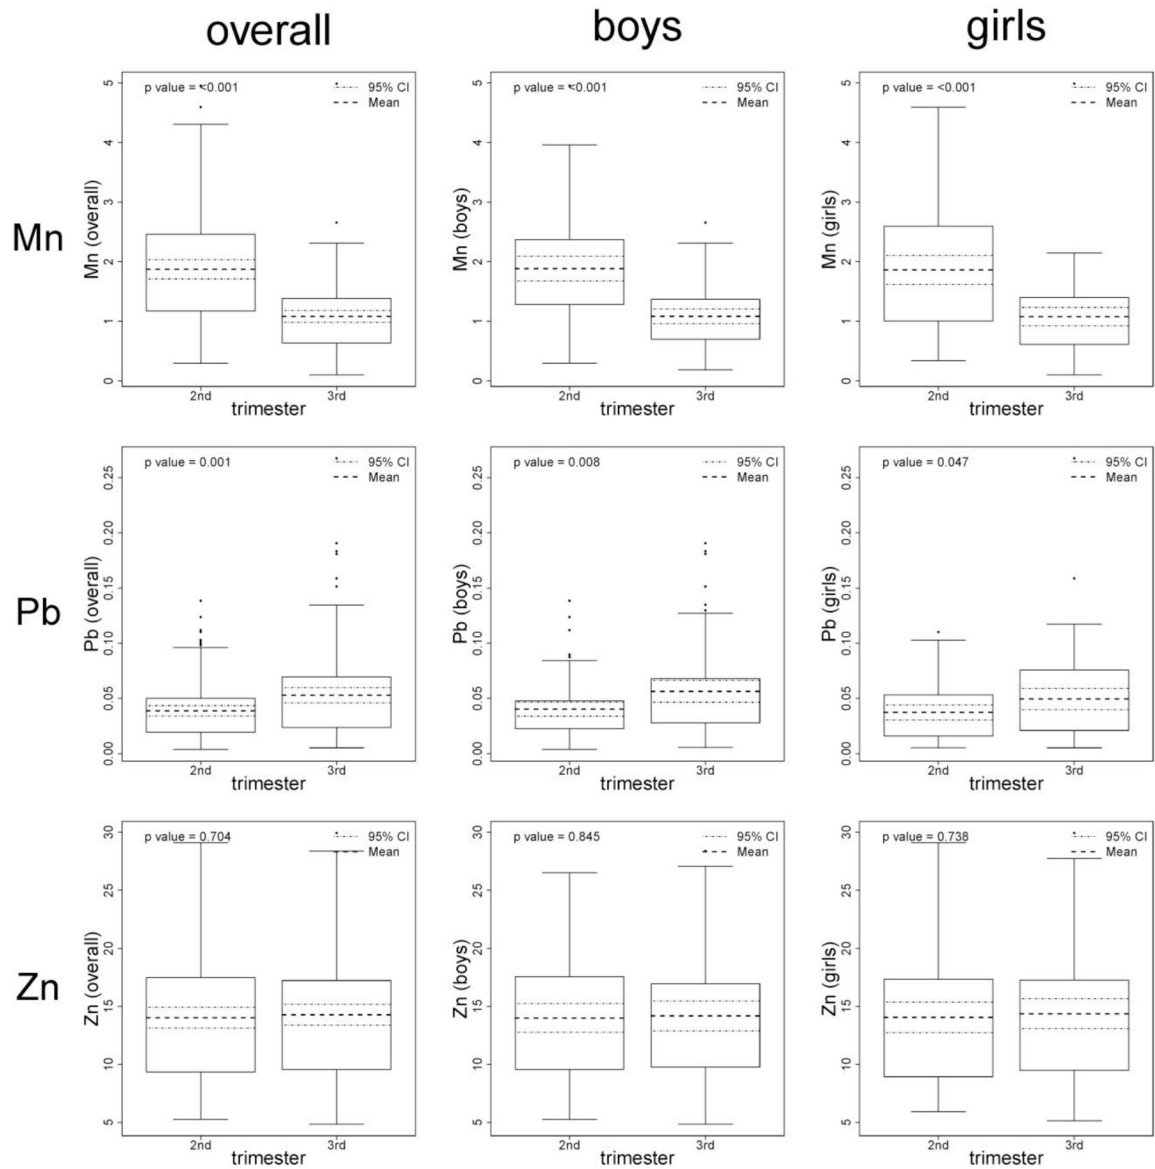 overall boys girls
Mn
p value = <0.001
95% CI
Mean
Mn (overall)
0 1 2 3 4 5
2nd 3rd
trimester
p value = <0.001
95% CI
Mean
Mn (boys)
0 1 2 3 4 5
2nd 3rd
trimester
p value = <0.001
95% CI
Mean
Mn (girls)
0 1 2 3 4 5
2nd 3rd
trimester
Pb
p value = 0.001
95% CI
Mean
Pb (overall)
0.00 0.05 0.10 0.15 0.20 0.25
2nd 3rd
trimester
p value = 0.008
95% CI
Mean
Pb (boys)
0.00 0.05 0.10 0.15 0.20 0.25
2nd 3rd
trimester
p value = 0.047
95% CI
Mean
Pb (girls)
0.00 0.05 0.10 0.15 0.20 0.25
2nd 3rd
trimester
Zn
p value = 0.704
95% CI
Mean
Zn (overall)
5 10 15 20 25 30
2nd 3rd
trimester
p value = 0.845
95% CI
Mean
Zn (boys)
5 10 15 20 25 30
2nd 3rd
trimester
p value = 0.738
95% CI
Mean
Zn (girls)
5 10 15 20 25 30
2nd 3rd
trimester